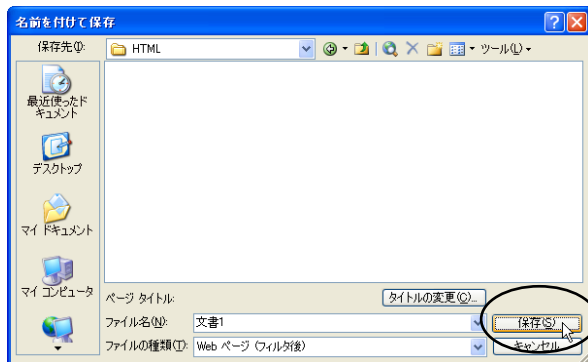 名前を付けて保存
保存先(I):
HTML
ツール(L)
最近使ったド
キュメント
デスクトップ
マイ ドキュメント
マイ コンピュータ
ページ タイトル:
タイトルの変更(C)...
ファイル名(N):
文書1
保存(S)
ファイルの種類(T):
Web ページ (フィルタ後)
キャンセル